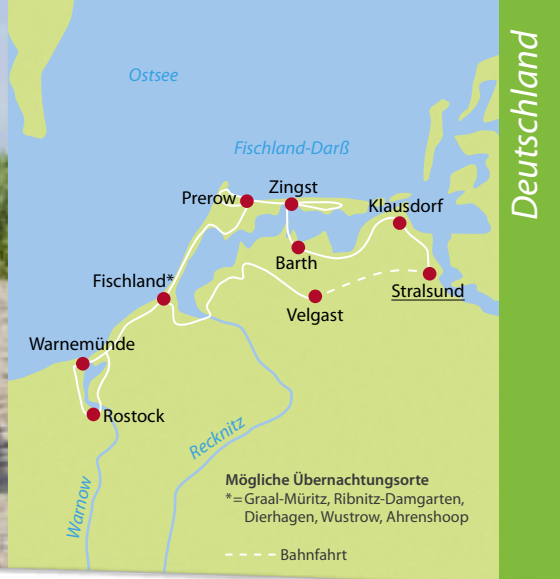 Deutschland
Ostsee
Fischland-Darß
Prerow
Zingst
Klausdorf
Barth
Fischland*
Stralsund
Velgast
Warnemünde
Rostock
Recknitz
Warnow
Mögliche Übernachtungsorte
*=Graal-Müritz, Ribnitz-Damgarten,
Dierhagen, Wustrow, Ahrenshoop
Bahnfahrt